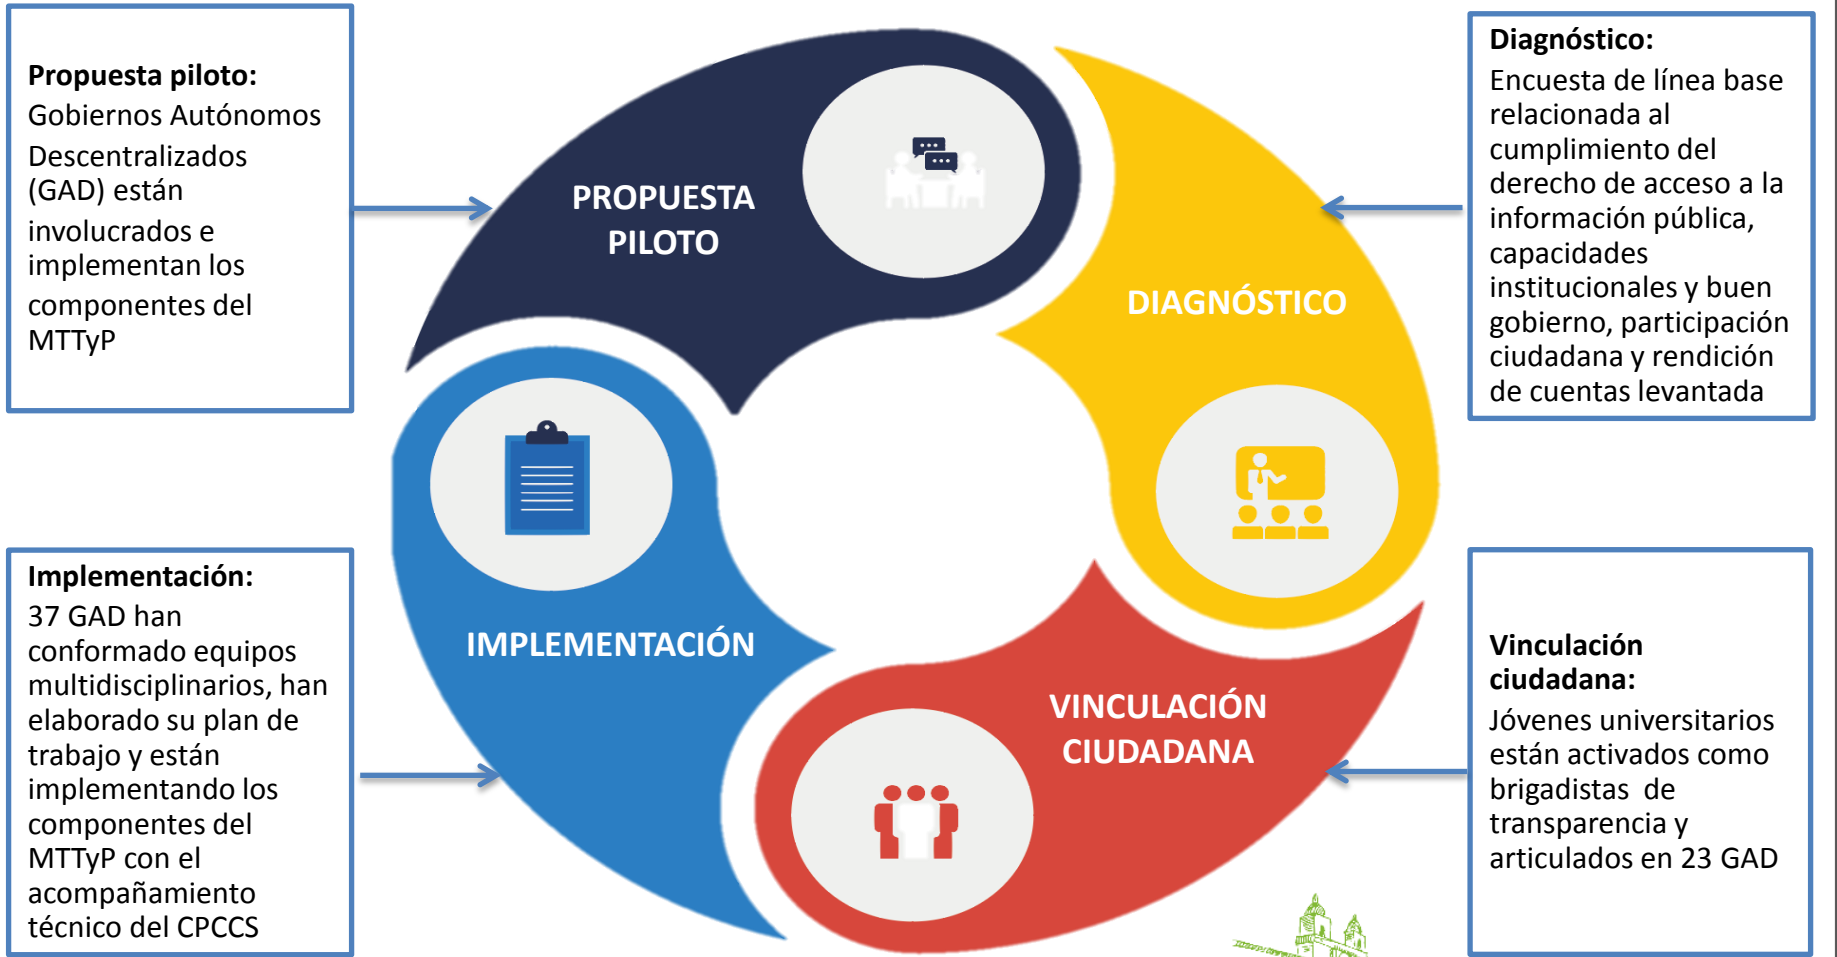 Propuesta piloto:
Gobiernos Autónomos
Descentralizados
(GAD) están
involucrados e
implementan los
componentes del
MTTyP
PROPUESTA
PILOTO
Diagnóstico:
Encuesta de línea base
relacionada al
cumplimiento del
derecho de acceso a la
información pública,
capacidades
institucionales y buen
gobierno, participación
ciudadana y rendición
de cuentas levantada
DIAGNÓSTICO
Implementación:
37 GAD han
conformado equipos
multidisciplinarios, han
elaborado su plan de
trabajo y están
implementando los
componentes del
MTTyP con el
acompañamiento
técnico del CPCCS
IMPLEMENTACIÓN
VINCULACIÓN
CIUDADANA
Vinculación
ciudadana:
Jóvenes universitarios
están activados como
brigadistas de
transparencia y
articulados en 23 GAD